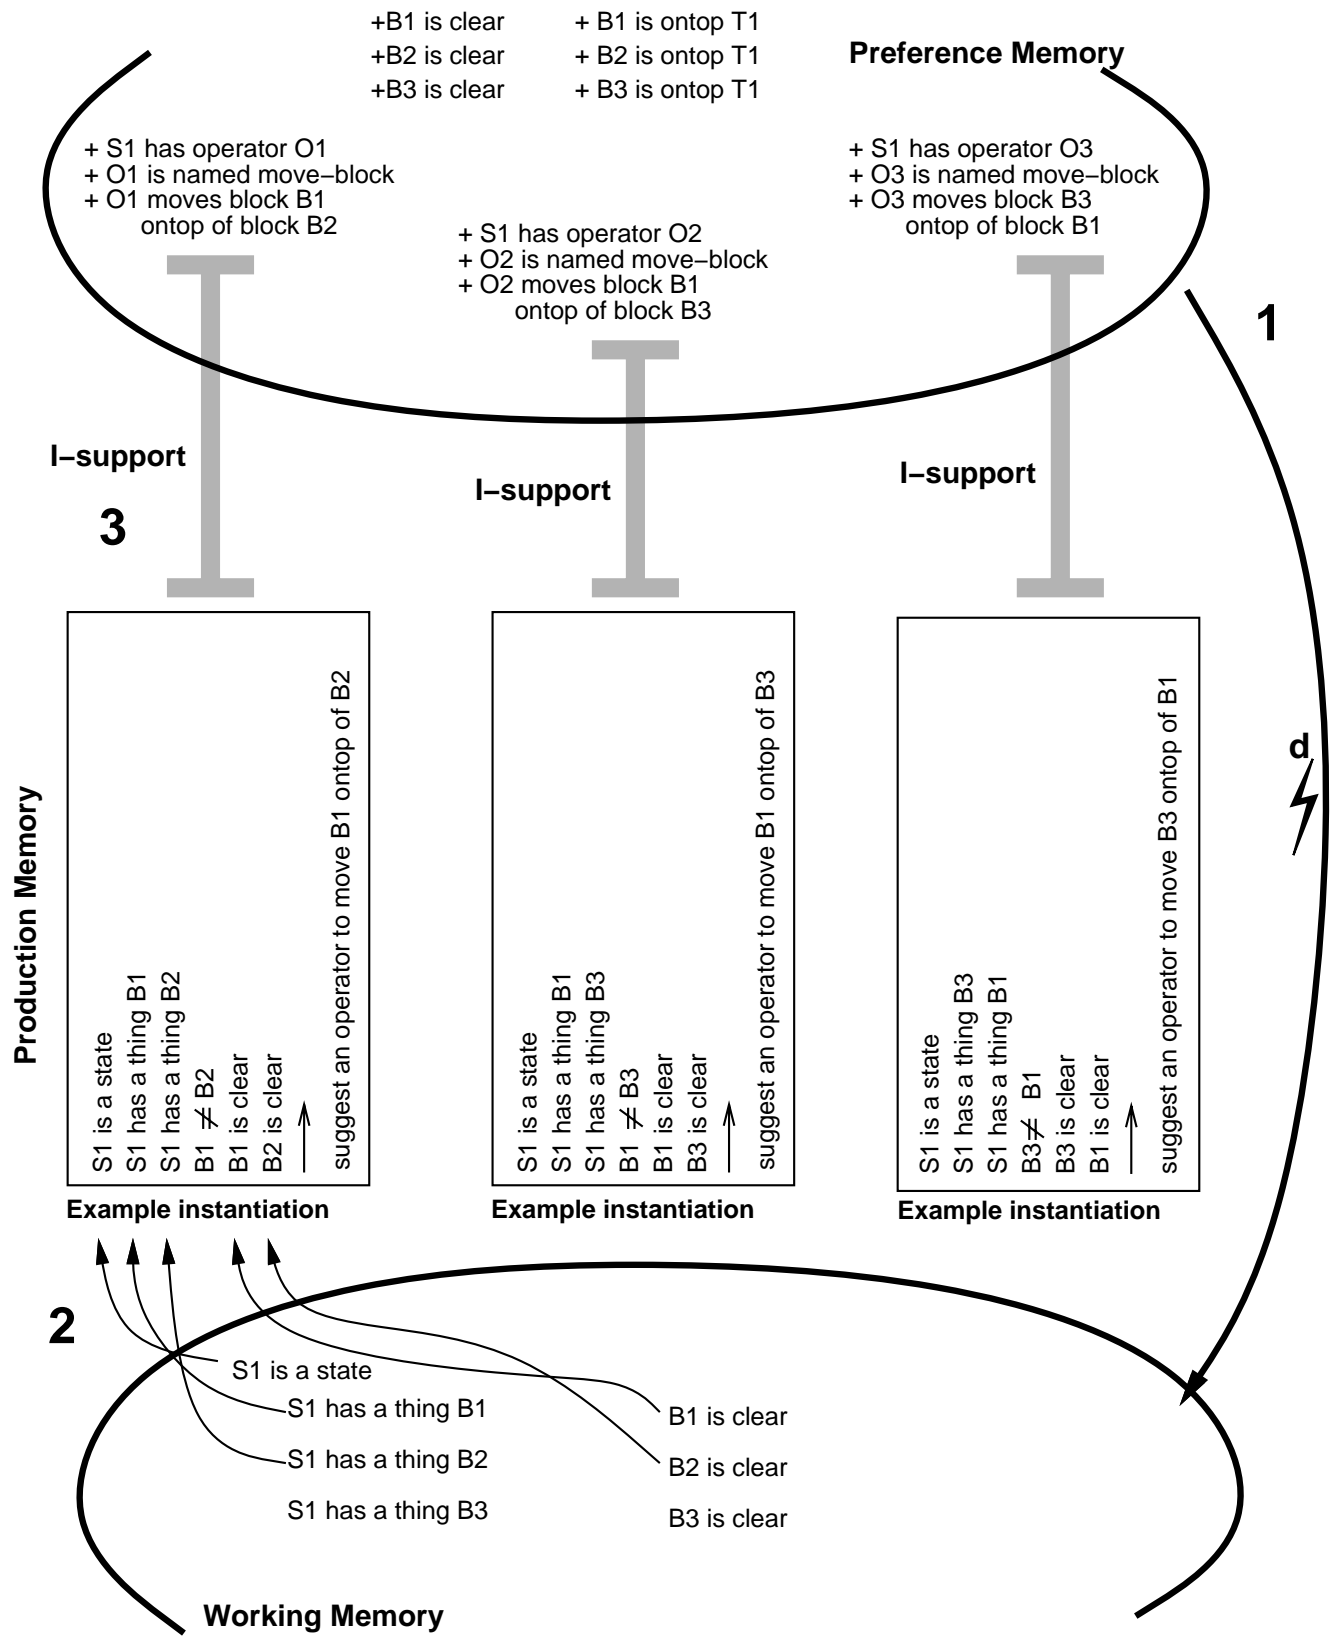 +B1 is clear
+ B1 is ontop T1
+B2 is clear
+ B2 is ontop T1
+B3 is clear
+ B3 is ontop T1
Preference Memory
+ S1 has operator O1
+ O1 is named move−block
+ O1 moves block B1
ontop of block B2
+ S1 has operator O2
+ O2 is named move−block
+ O2 moves block B1
ontop of block B3
+ S1 has operator O3
+ O3 is named move−block
+ O3 moves block B3
ontop of block B1
1
I−support
I−support
I−support
3
d
Production Memory
S1 is a state
S1 has a thing B1
S1 has a thing B2
B1 ≠ B2
B1 is clear
B2 is clear
suggest an operator to move B1 ontop of B2
Example instantiation
S1 is a state
S1 has a thing B1
S1 has a thing B3
B1 ≠ B3
B1 is clear
B3 is clear
suggest an operator to move B1 ontop of B3
Example instantiation
S1 is a state
S1 has a thing B3
S1 has a thing B1
B3≠ B1
B3 is clear
B1 is clear
suggest an operator to move B3 ontop of B1
Example instantiation
2
S1 is a state
S1 has a thing B1
S1 has a thing B2
S1 has a thing B3
B1 is clear
B2 is clear
B3 is clear
Working Memory